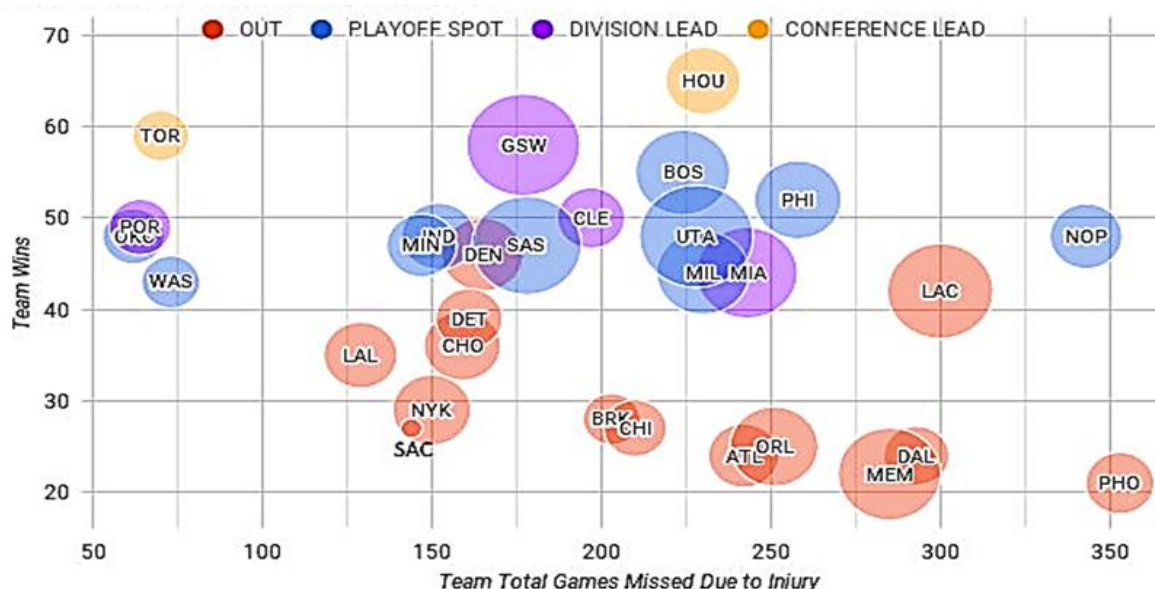 OUT PLAYOFF SPOT DIVISION LEAD CONFERENCE LEAD
70
HOU
60
TOR
GSW
BOS
PHI
50
CLE
POR
OKC
IND
MIN
DEN
SAS
UTA
NOP
WAS
MIL
MIA
LAC
40
DET
CHO
LAL
30
NYK
SAC
BRK
CHI
ATL
ORL
MEM
DAL
PHO
20
50 100 150 200 250 300 350
Team Wins
Team Total Games Missed Due to Injury